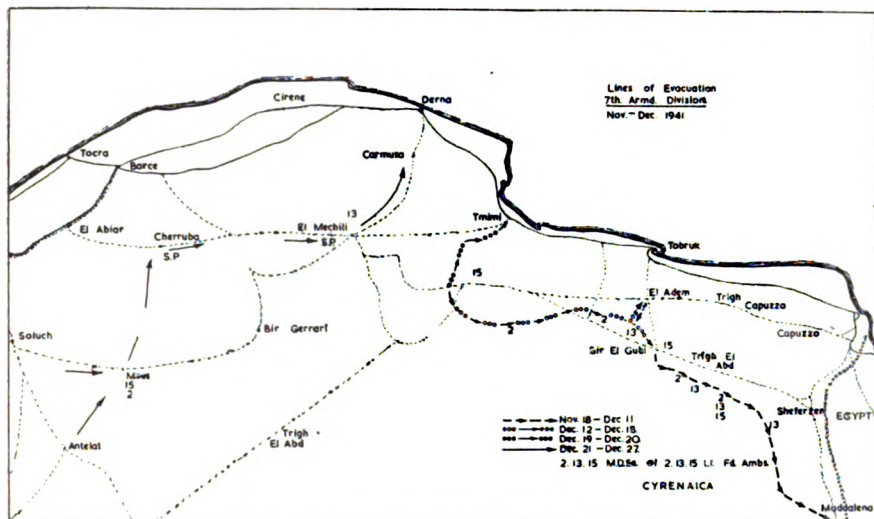 Lines of Evacuation
7th. Armd. Division
Nov.- Dec. 1941
Cirene
Derna
Tocra
Barce
Carmusa
13
El Abiar
Cherruba
S.P.
El Mechili
S.P.
Tmimi
Tobruk
15
El Adem
Trigh
Capuzzo
Capuzzo
Bir Gerrari
2
2
13
Bir El Gubi
15
Trigh El
Abd
Saluch
Msus
15
2
2
13
2
13
15
Sheferzen
EGYPT
Antelat
Trigh
El Abd
13
Maddalena
Nov. 18 – Dec. 11.
Dec. 12 – Dec. 18.
Dec. 19 – Dec. 20.
Dec. 21 – Dec. 27.
2. 13. 15 M.D.Ss. of 2. 13. 15 Lt. Fd. Ambs.
CYRENAICA